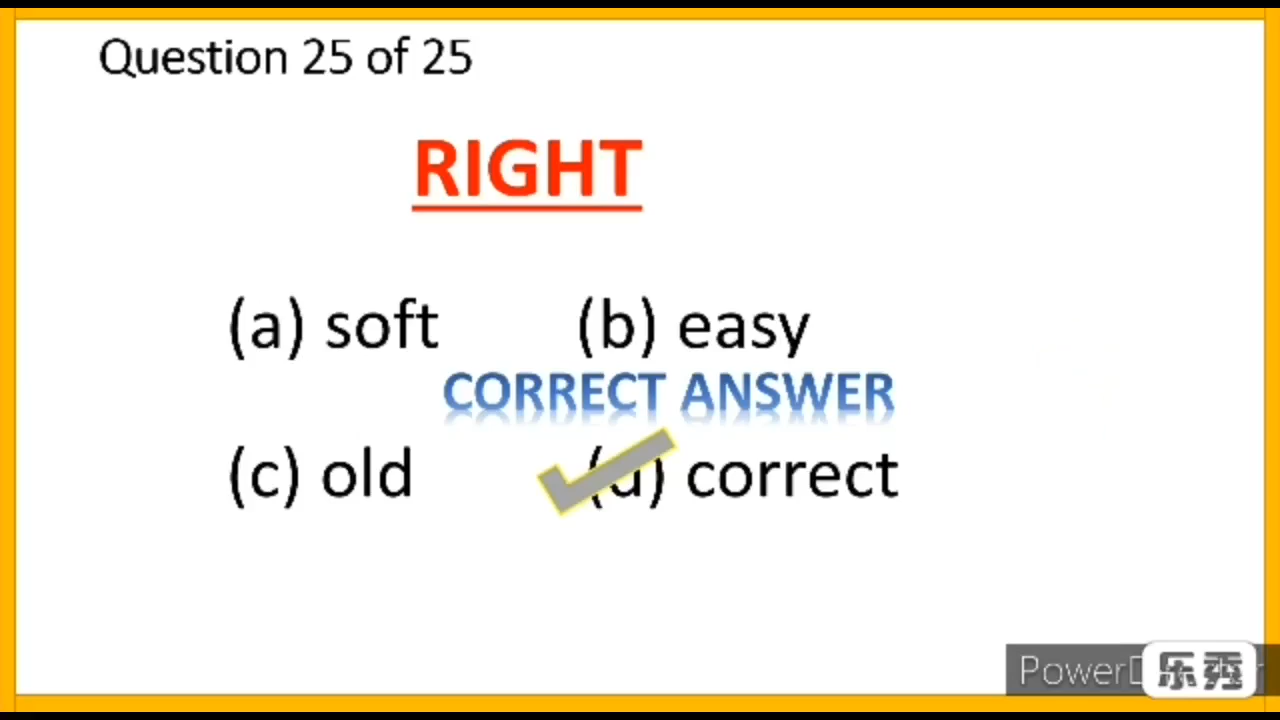 Question 25 of 25
RIGHT
(a) soft (b) easy
CORRECT ANSWER
(c) old (d) correct
乐秀